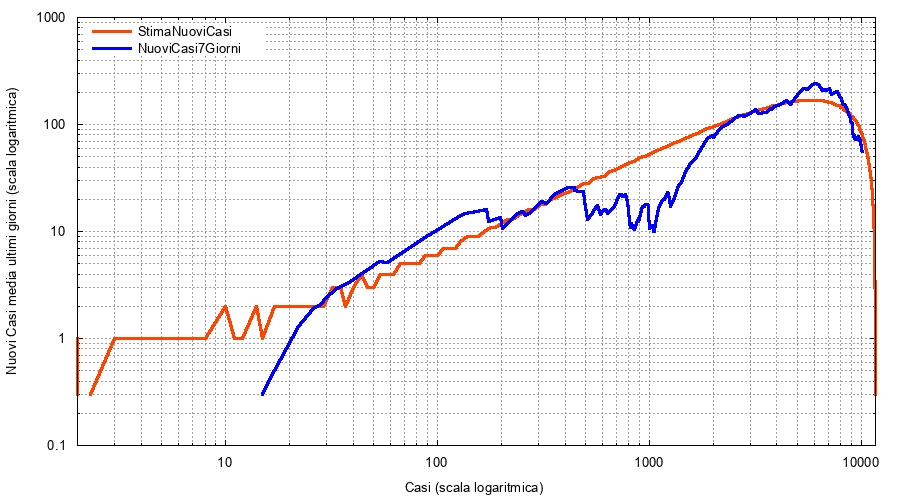 1000
StimaNuoviCasi
NuoviCasi7Giorni
100
10
1
0.1
Nuovi Casi media ultimi giorni (scala logaritmica)
10
100
1000
10000
Casi (scala logaritmica)